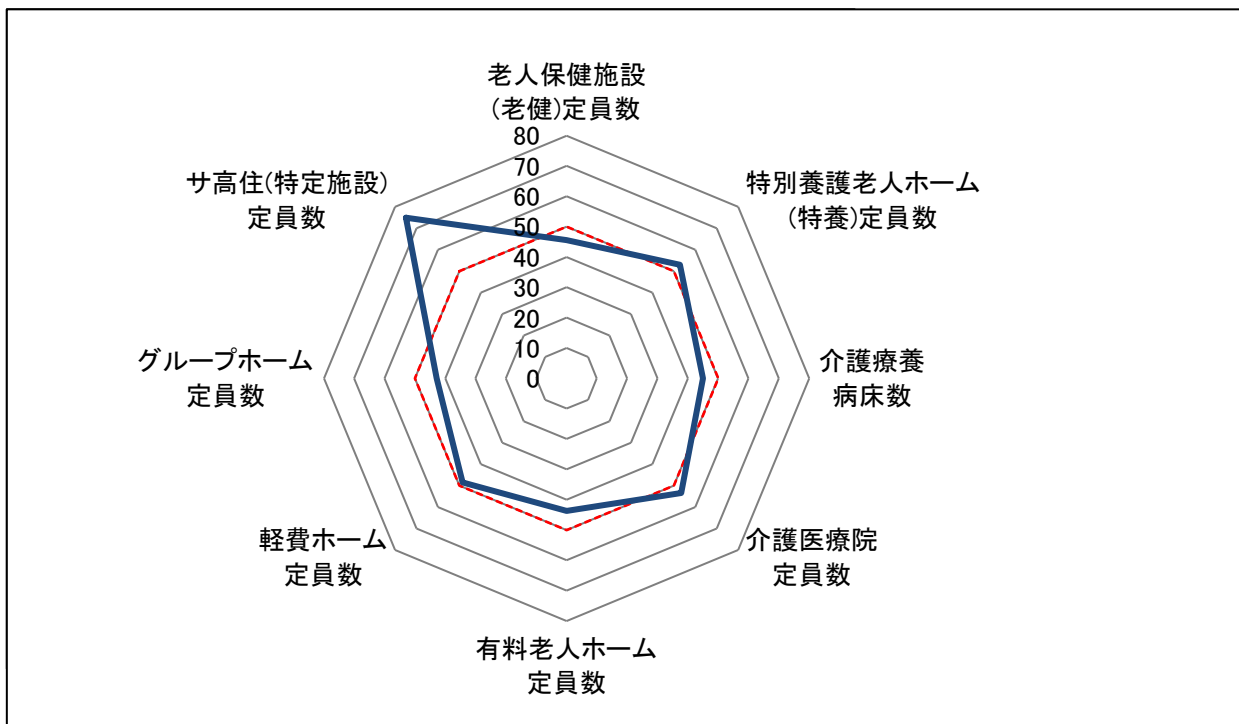 老人保健施設
(老健)定員数
80
70
60
50
40
30
20
10
0
特別養護老人ホーム
(特養)定員数
介護療養
病床数
介護医療院
定員数
有料老人ホーム
定員数
軽費ホーム
定員数
グループホーム
定員数
サ高住(特定施設)
定員数